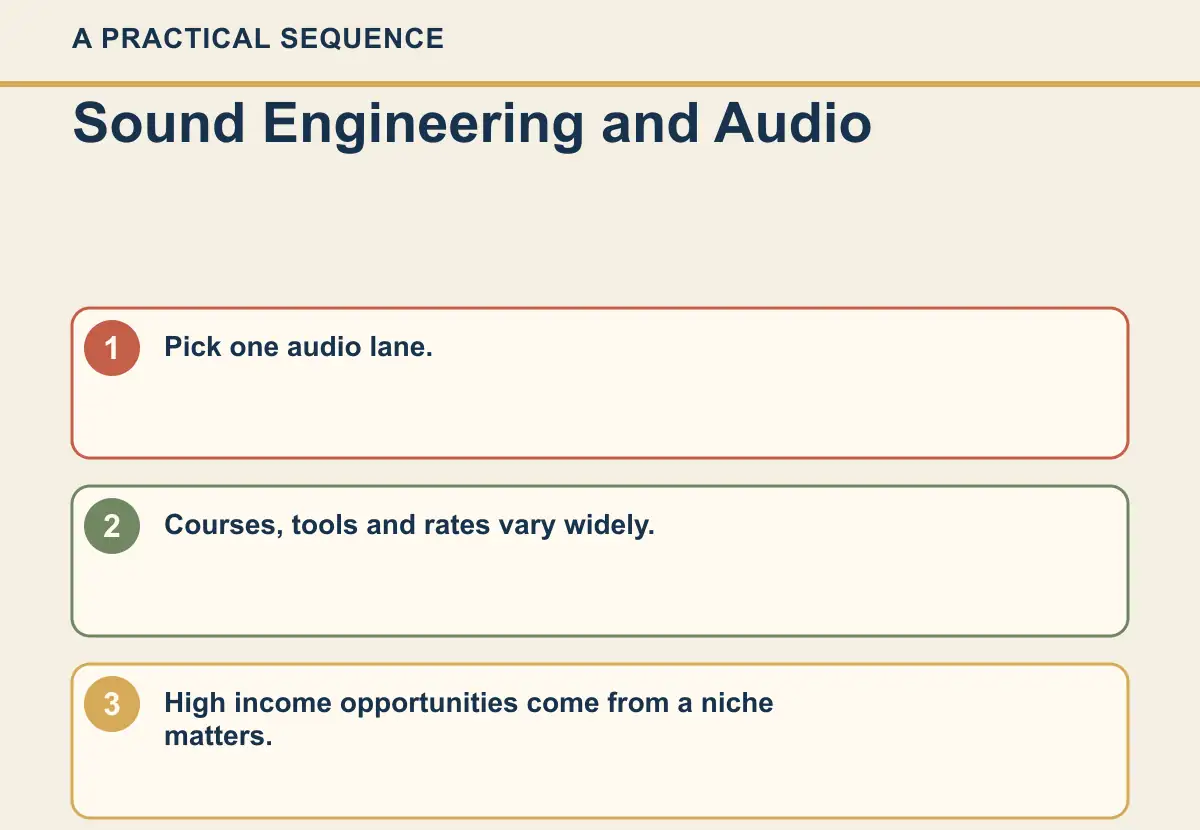 A PRACTICAL SEQUENCE
Sound Engineering and Audio
1
Pick one audio lane.
2
Courses, tools and rates vary widely.
3
High income opportunities come from a niche
matters.